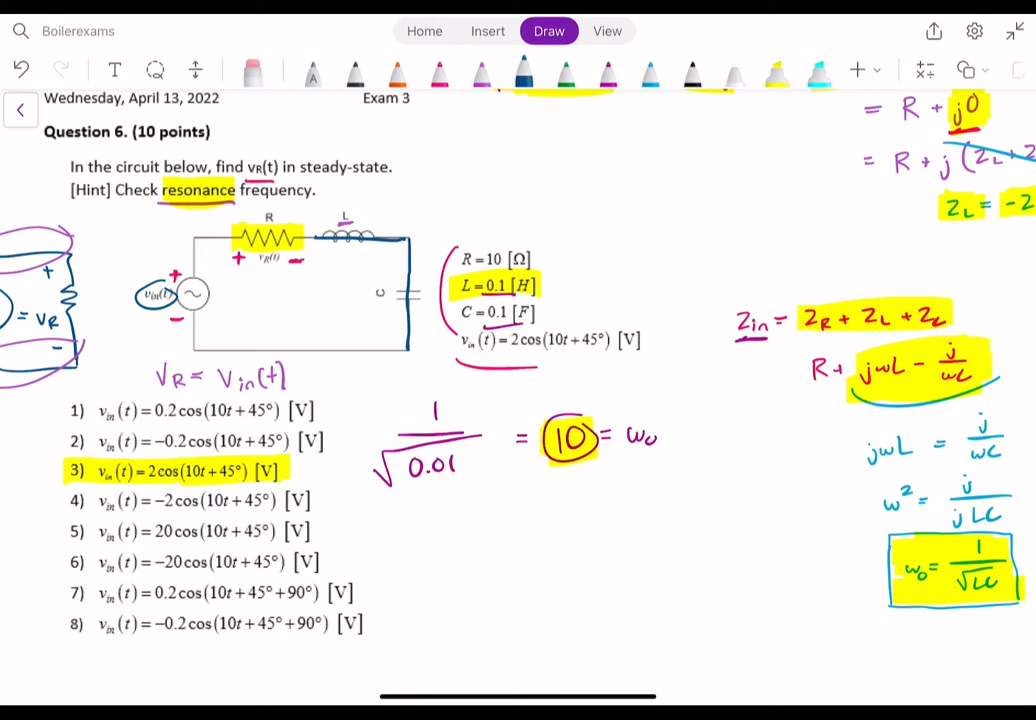 Boilerexams
Home Insert Draw View
Wednesday, April 13, 2022 Exam 3
Question 6. (10 points)
In the circuit below, find vR(t) in steady-state.
[Hint] Check resonance frequency.
R
L
+ vR(t) −
+
vin(t)
−
C
+
= VR
-
R = 10 [Ω]
L = 0.1 [H]
C = 0.1 [F]
vin(t) = 2cos(10t + 45°) [V]
VR = Vin(t)
1) vin(t) = 0.2cos(10t + 45°) [V]
2) vin(t) = −0.2cos(10t + 45°) [V]
3) vin(t) = 2cos(10t + 45°) [V]
4) vin(t) = −2cos(10t + 45°) [V]
5) vin(t) = 20cos(10t + 45°) [V]
6) vin(t) = −20cos(10t + 45°) [V]
7) vin(t) = 0.2cos(10t + 45° + 90°) [V]
8) vin(t) = −0.2cos(10t + 45° + 90°) [V]
1/√0.01 = 10 = ω₀
= R + j0
= R + j(ZL + Z
ZL = -Z
Zin = ZR + ZL + ZC
R + jωL - j/ωC
jωL = j/ωC
ω² = j/jLC
ω₀ = 1/√LC